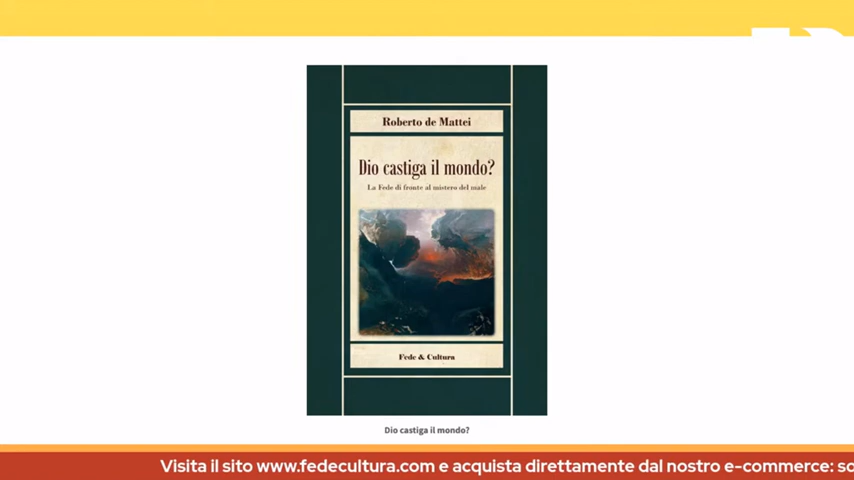 Roberto de Mattei
Dio castiga il mondo?
La Fede di fronte al mistero del male
Fede & Cultura
Dio castiga il mondo?
Visita il sito www.fedecultura.com e acquista direttamente dal nostro e-commerce: so